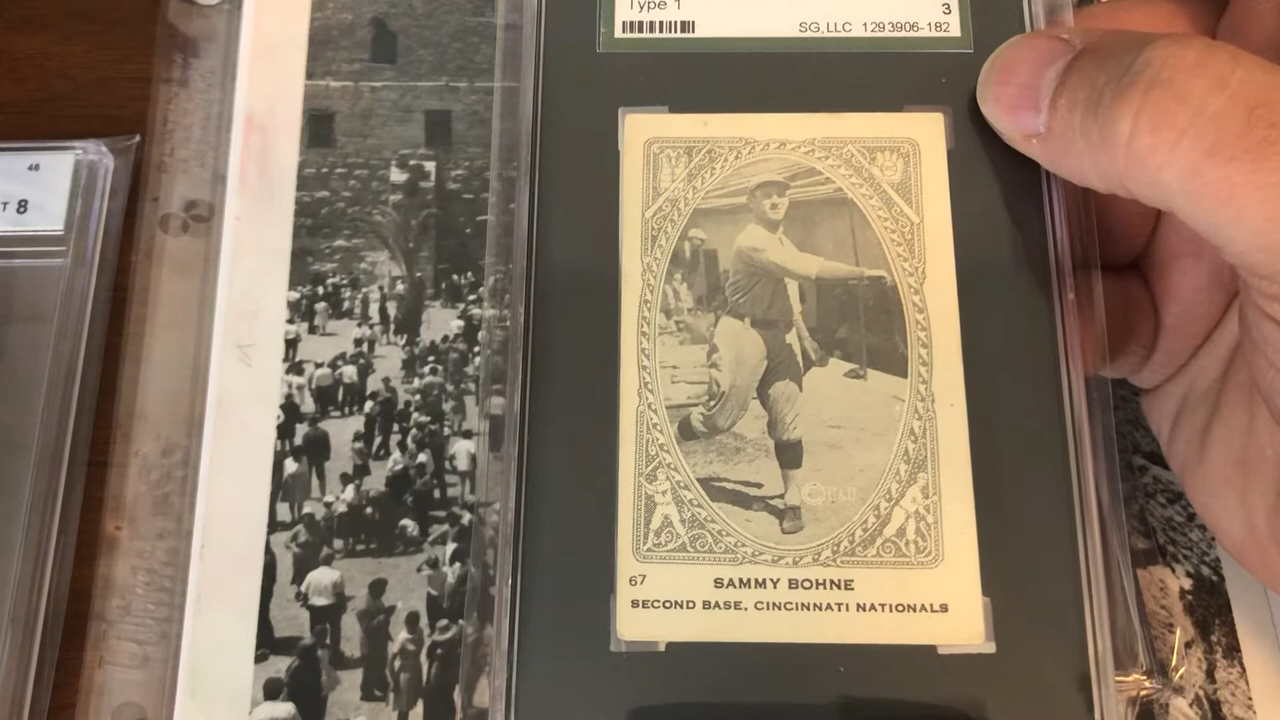 Type 1
3
SG, LLC 1293906-182
46
T 8
67
SAMMY BOHNE
SECOND BASE, CINCINNATI NATIONALS
U&U